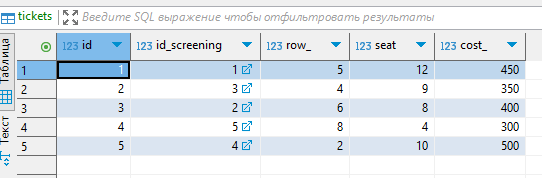 tickets Введите SQL выражение чтобы отфильтровать результаты
Таблица
Текст
123 id 123 id_screening 123 row_ 123 seat 123 cost_
1 1 1 5 12 450
2 2 3 4 9 350
3 3 2 6 8 400
4 4 5 8 4 300
5 5 4 2 10 500